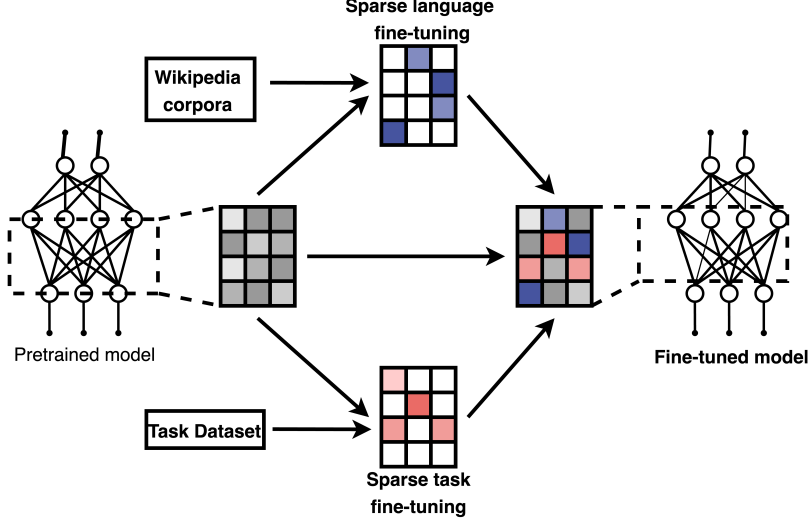 Sparse language
fine-tuning
Wikipedia
corpora
Pretrained model
Fine-tuned model
Task Dataset
Sparse task
fine-tuning